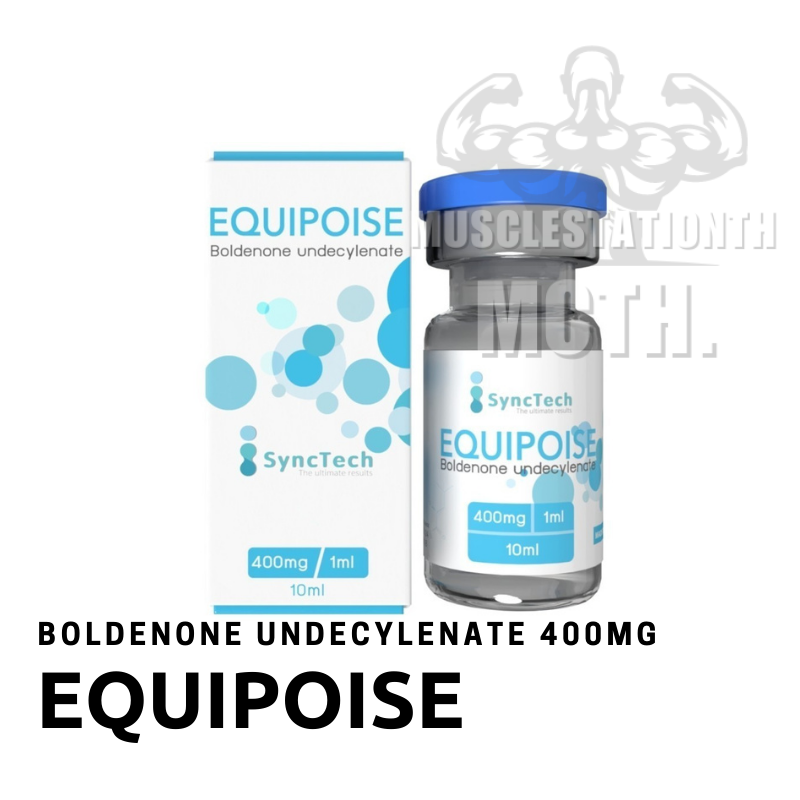 MUSCLESTATIONTH
MCTH.
EQUIPOISE
Boldenone undecylenate
SyncTech
The ultimate results
400mg / 1ml
10ml
SyncTech
The ultimate results
EQUIPOISE
Boldenone undecylenate
400mg 1ml
10ml
BOLDENONE UNDECYLENATE 400MG
EQUIPOISE